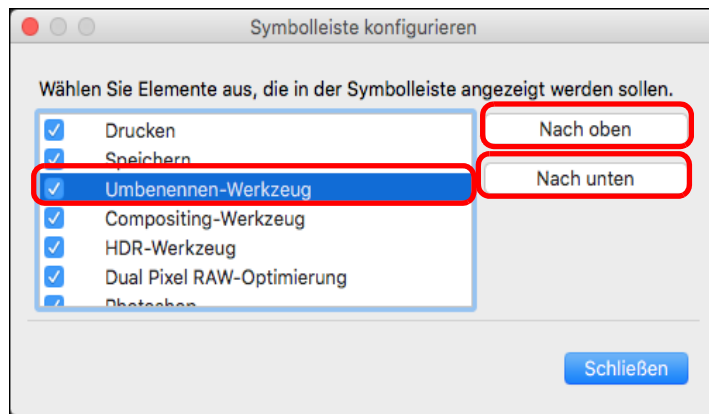 Symbolleiste konfigurieren
Wählen Sie Elemente aus, die in der Symbolleiste angezeigt werden sollen.
Drucken
Speichern
Umbenennen-Werkzeug
Compositing-Werkzeug
HDR-Werkzeug
Dual Pixel RAW-Optimierung
Photoshop
Nach oben
Nach unten
Schließen